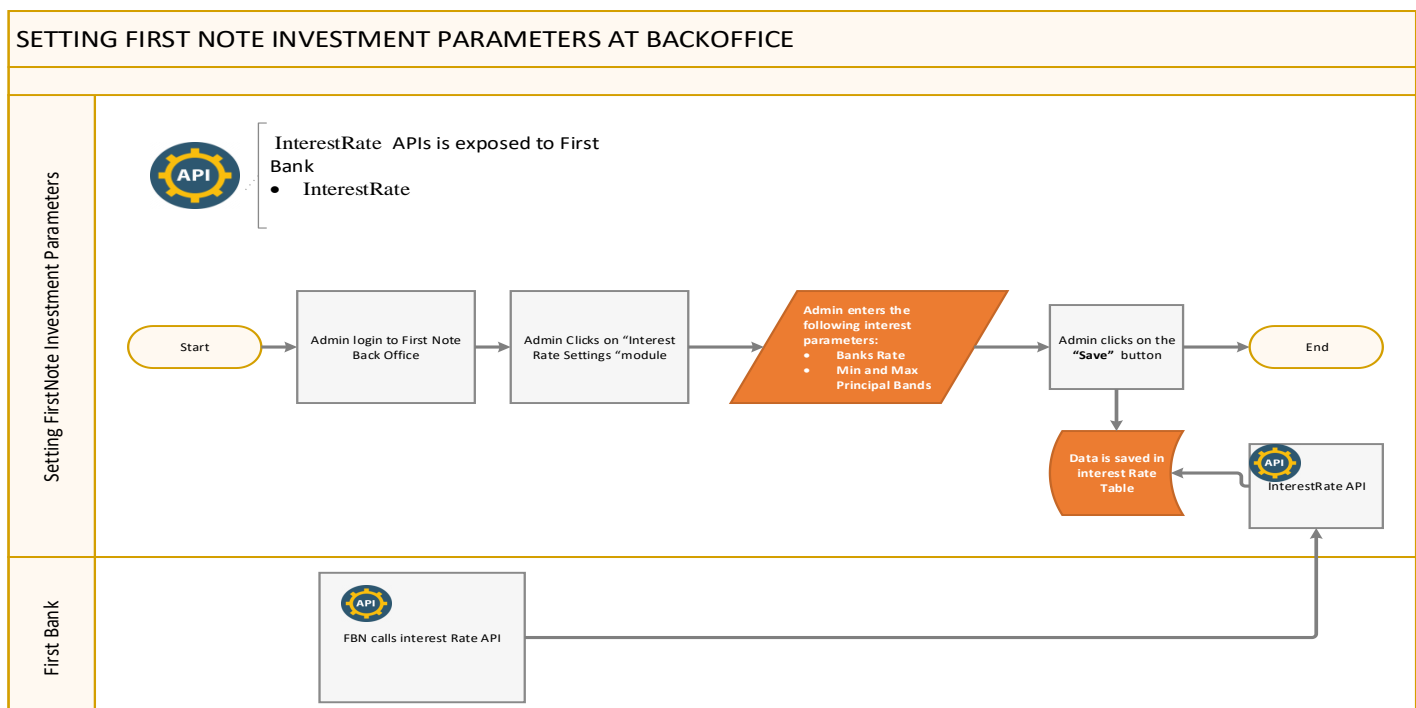 SETTING FIRST NOTE INVESTMENT PARAMETERS AT BACKOFFICE
Setting FirstNote Investment Parameters
API
InterestRate APIs is exposed to First
Bank
• InterestRate
Start
Admin login to First Note
Back Office
Admin Clicks on “Interest
Rate Settings “module
Admin enters the
following interest
parameters:
• Banks Rate
• Min and Max
Principal Bands
Admin clicks on the
“Save” button
End
Data is saved in
interest Rate
Table
API
InterestRate API
First Bank
API
FBN calls interest Rate API